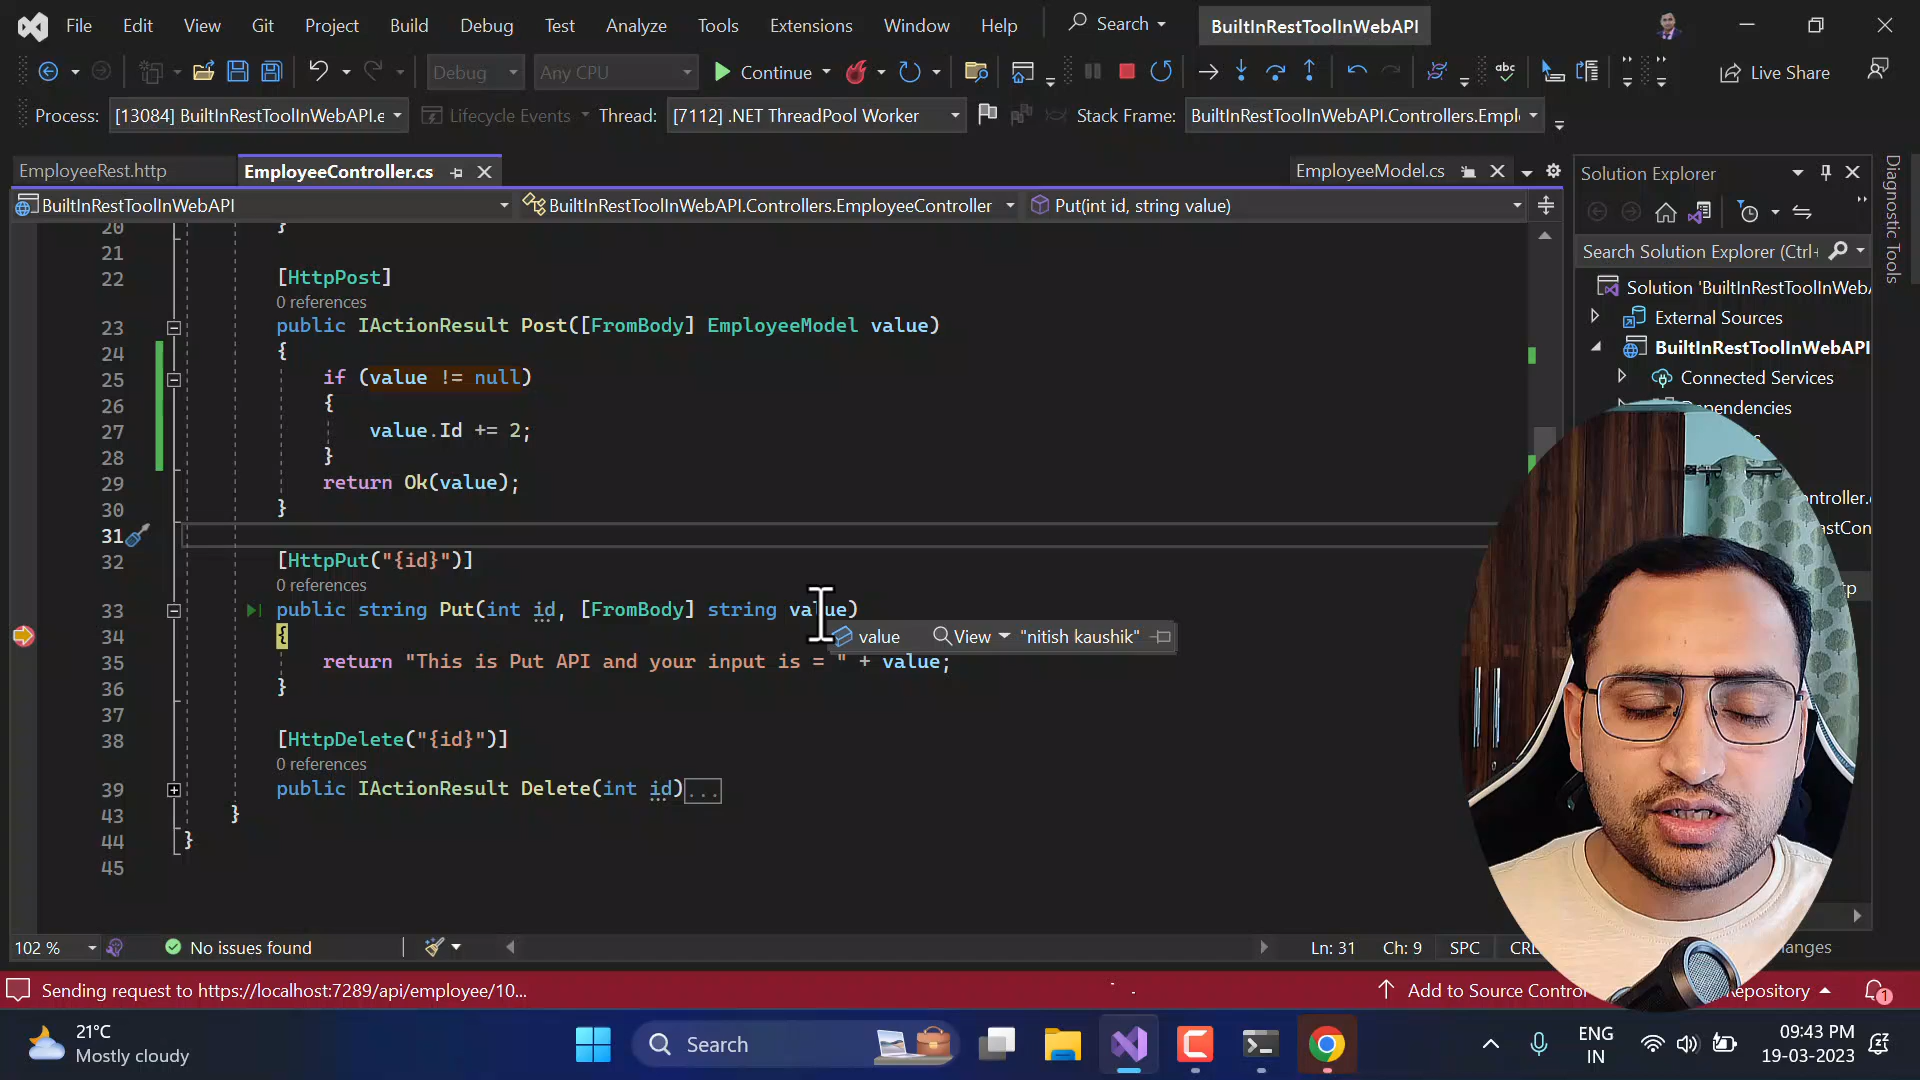 File Edit View Git Project Build Debug Test Analyze Tools Extensions Window Help Search BuiltInRestToolInWebAPI
Debug Any CPU Continue Live Share
Process: [13084] BuiltInRestToolInWebAPI.e Lifecycle Events Thread: [7112] .NET ThreadPool Worker Stack Frame: BuiltInRestToolInWebAPI.Controllers.Empl
EmployeeRest.http EmployeeController.cs EmployeeModel.cs
BuiltInRestToolInWebAPI BuiltInRestToolInWebAPI.Controllers.EmployeeController Put(int id, string value)
20 }
21
22 [HttpPost]
0 references
23 public IActionResult Post([FromBody] EmployeeModel value)
24 {
25 if (value != null)
26 {
27 value.Id += 2;
28 }
29 return Ok(value);
30 }
31
32 [HttpPut("{id}")]
0 references
33 public string Put(int id, [FromBody] string value)
34 {
value View "nitish kaushik"
35 return "This is Put API and your input is = " + value;
36 }
37
38 [HttpDelete("{id}")]
0 references
39 public IActionResult Delete(int id)...
43 }
44 }
45
102 % No issues found Ln: 31 Ch: 9 SPC
Solution Explorer
Search Solution Explorer (Ctrl+
Solution 'BuiltInRestToolInWebA
External Sources
BuiltInRestToolInWebAPI
Connected Services
Dependencies
ontroller.c
astCon
Diagnostic Tools
Sending request to https://localhost:7289/api/employee/10... Add to Source Contro 1
21°C
Mostly cloudy
Search
ENG
IN
09:43 PM
19-03-2023